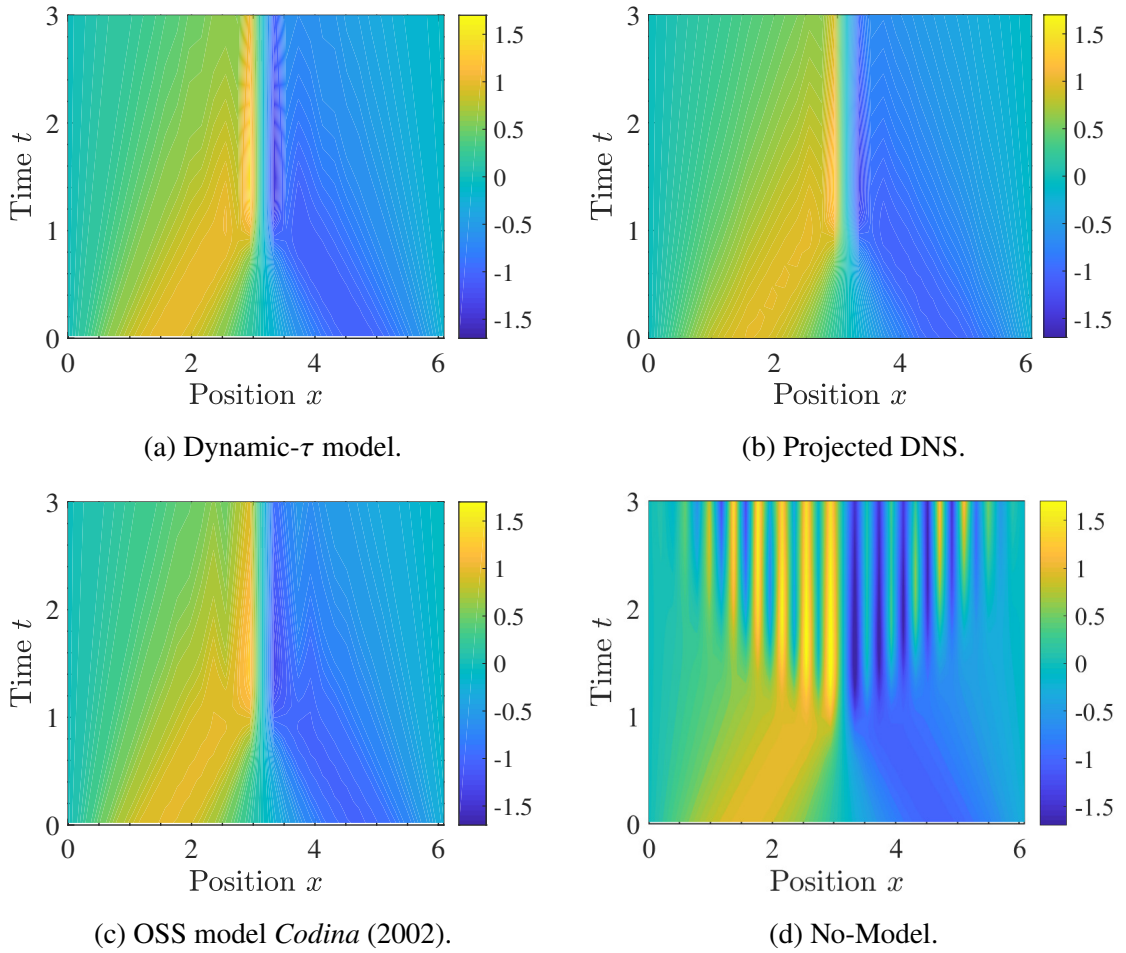 3
2
1
0
Time t
0 2 4 6
Position x
1.5
1
0.5
0
-0.5
-1
-1.5
(a) Dynamic-τ model.
3
2
1
0
Time t
0 2 4 6
Position x
1.5
1
0.5
0
-0.5
-1
-1.5
(b) Projected DNS.
3
2
1
0
Time t
0 2 4 6
Position x
1.5
1
0.5
0
-0.5
-1
-1.5
(c) OSS model Codina (2002).
3
2
1
0
Time t
0 2 4 6
Position x
1.5
1
0.5
0
-0.5
-1
-1.5
(d) No-Model.